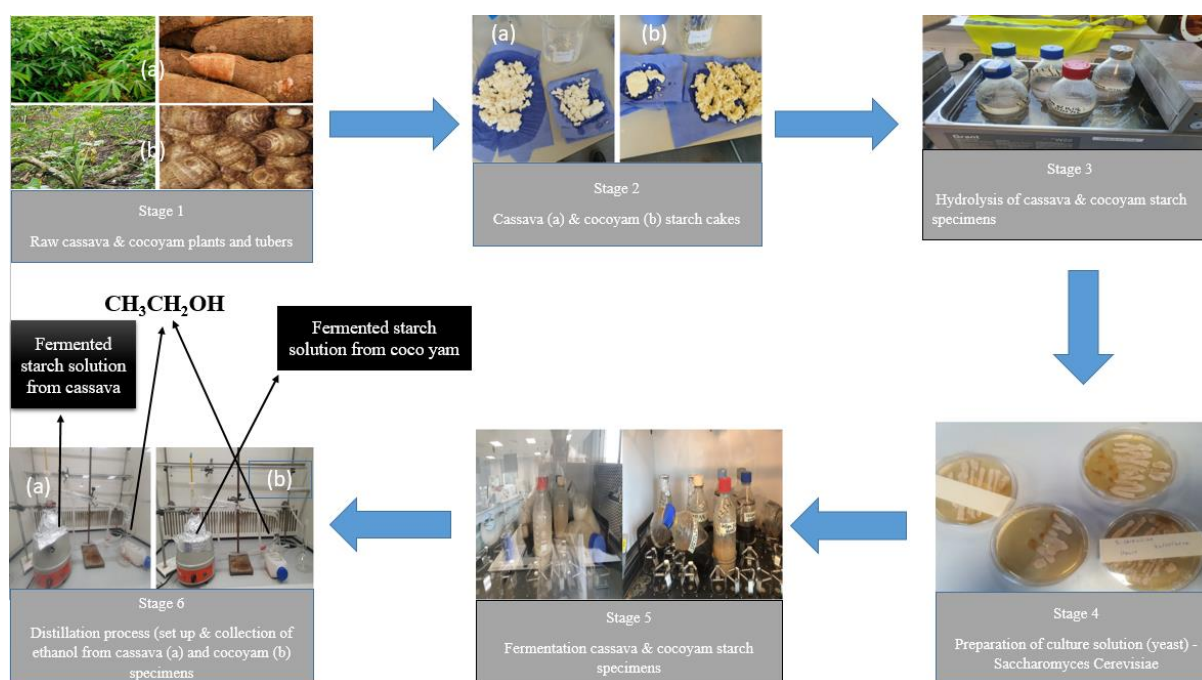 (a)
(b)
Stage 1
Raw cassava & cocoyam plants and tubers
(a)
(b)
Stage 2
Cassava (a) & cocoyam (b) starch cakes
Grant
Stage 3
Hydrolysis of cassava & cocoyam starch
specimens
Stage 4
Preparation of culture solution (yeast) -
Saccharomyces Cerevisiae
Stage 5
Fermentation cassava & cocoyam starch
specimens
CH₃CH₂OH
Fermented
starch solution
from cassava
Fermented starch
solution from coco yam
(a)
(b)
Stage 6
Distillation process (set up & collection of
ethanol from cassava (a) and cocoyam (b)
specimens